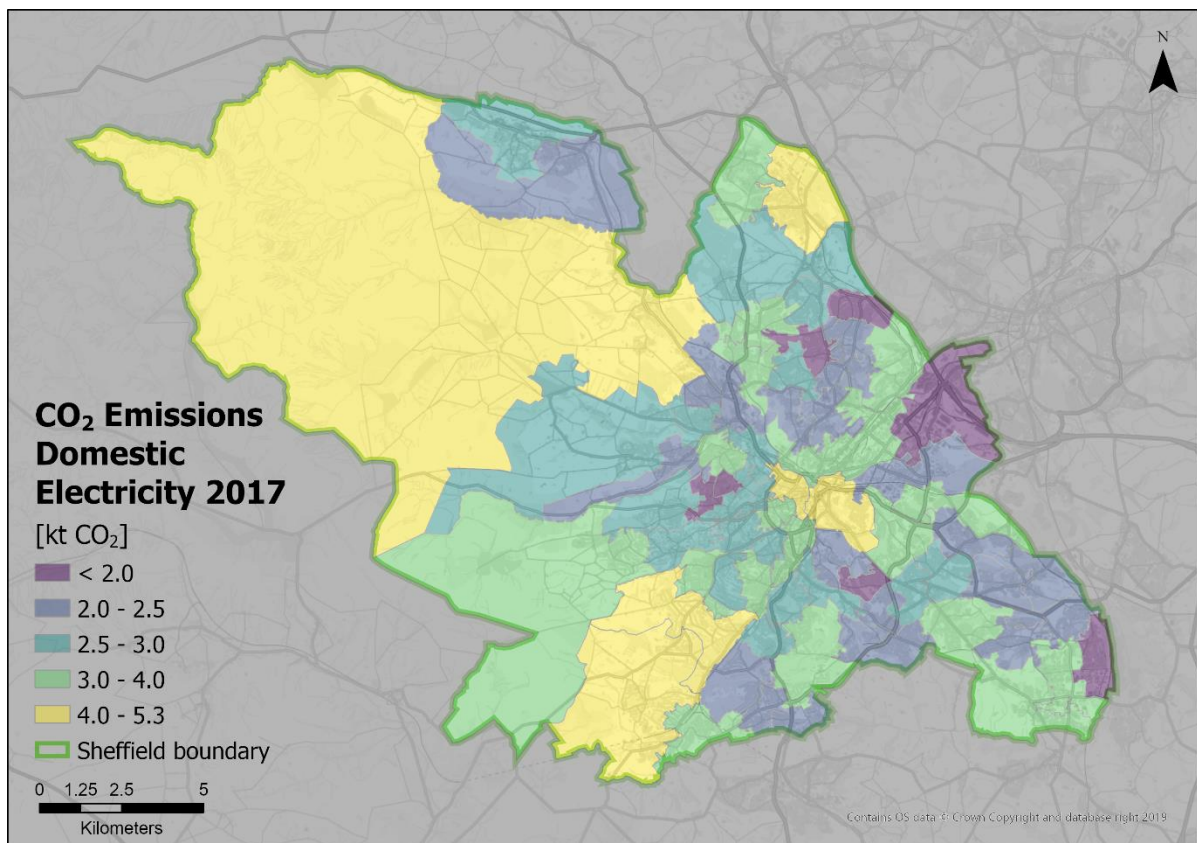 N
CO₂ Emissions
Domestic
Electricity 2017
[kt CO₂]
< 2.0
2.0 - 2.5
2.5 - 3.0
3.0 - 4.0
4.0 - 5.3
Sheffield boundary
0 1.25 2.5 5
Kilometers
Contains OS data © Crown Copyright and database right 2019